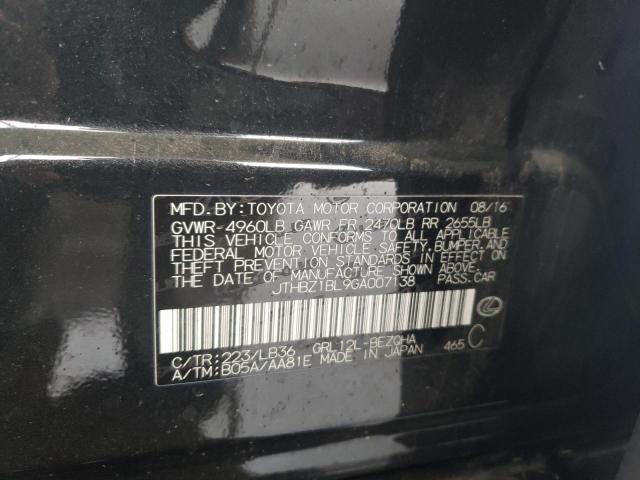 MFD. BY: TOYOTA MOTOR CORPORATION 08/16
GVWR-4960LB GAWR FR 2470LB RR 2655LB
THIS VEHICLE CONFORMS TO ALL APPLICABLE
FEDERAL MOTOR VEHICLE SAFETY, BUMPER, AND
THEFT PREVENTION STANDARDS IN EFFECT ON
THE DATE OF MANUFACTURE SHOWN ABOVE.
JTHBZ1BL9GA007138 PASS.CAR
C/TR:223/LB36 GRL12L-BEZQHA 465 C
A/TM:B05A/AA81E MADE IN JAPAN